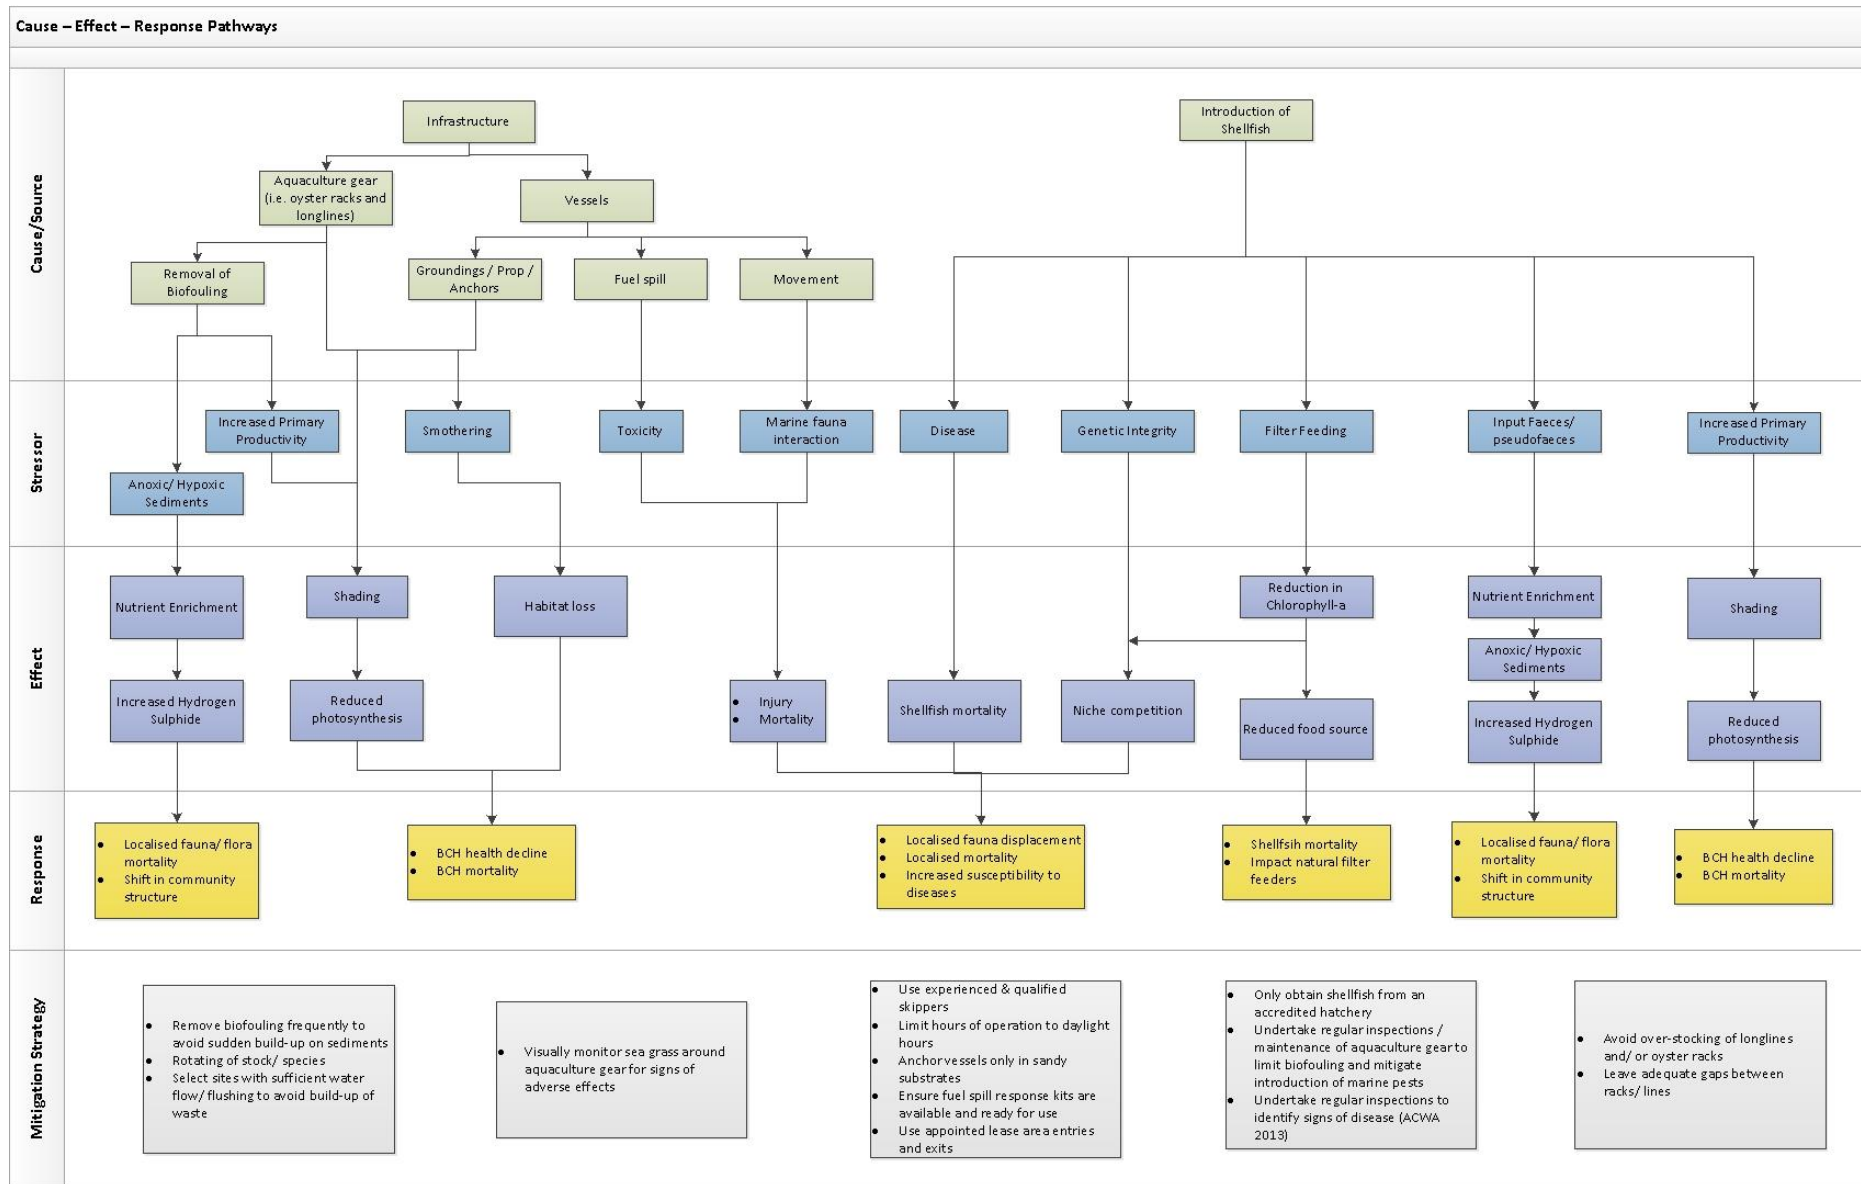 Cause – Effect – Response Pathways
Cause/Source
Infrastructure
Introduction of
Shellfish
Aquaculture gear
(i.e. oyster racks and
longlines)
Vessels
Removal of
Biofouling
Groundings / Prop /
Anchors
Fuel spill
Movement
Stressor
Increased Primary
Productivity
Smothering
Toxicity
Marine fauna
interaction
Disease
Genetic Integrity
Filter Feeding
Input Faeces/
pseudofaeces
Increased Primary
Productivity
Anoxic/ Hypoxic
Sediments
Effect
Nutrient Enrichment
Shading
Habitat loss
Reduction in
Chlorophyll-a
Nutrient Enrichment
Shading
Anoxic/ Hypoxic
Sediments
Increased Hydrogen
Sulphide
Reduced
photosynthesis
• Injury
• Mortality
Shellfish mortality
Niche competition
Reduced food source
Increased Hydrogen
Sulphide
Reduced
photosynthesis
Response
• Localised fauna/ flora
mortality
• Shift in community
structure
• BCH health decline
• BCH mortality
• Localised fauna displacement
• Localised mortality
• Increased susceptibility to
diseases
• Shellfsih mortality
• Impact natural filter
feeders
• Localised fauna/ flora
mortality
• Shift in community
structure
• BCH health decline
• BCH mortality
Mitigation Strategy
• Remove biofouling frequently to
avoid sudden build-up on sediments
• Rotating of stock/ species
• Select sites with sufficient water
flow/ flushing to avoid build-up of
waste
• Visually monitor sea grass around
aquaculture gear for signs of
adverse effects
• Use experienced & qualified
skippers
• Limit hours of operation to daylight
hours
• Anchor vessels only in sandy
substrates
• Ensure fuel spill response kits are
available and ready for use
• Use appointed lease area entries
and exits
• Only obtain shellfish from an
accredited hatchery
• Undertake regular inspections /
maintenance of aquaculture gear to
limit biofouling and mitigate
introduction of marine pests
• Undertake regular inspections to
identify signs of disease (ACWA
2013)
• Avoid over-stocking of longlines
and/ or oyster racks
• Leave adequate gaps between
racks/ lines